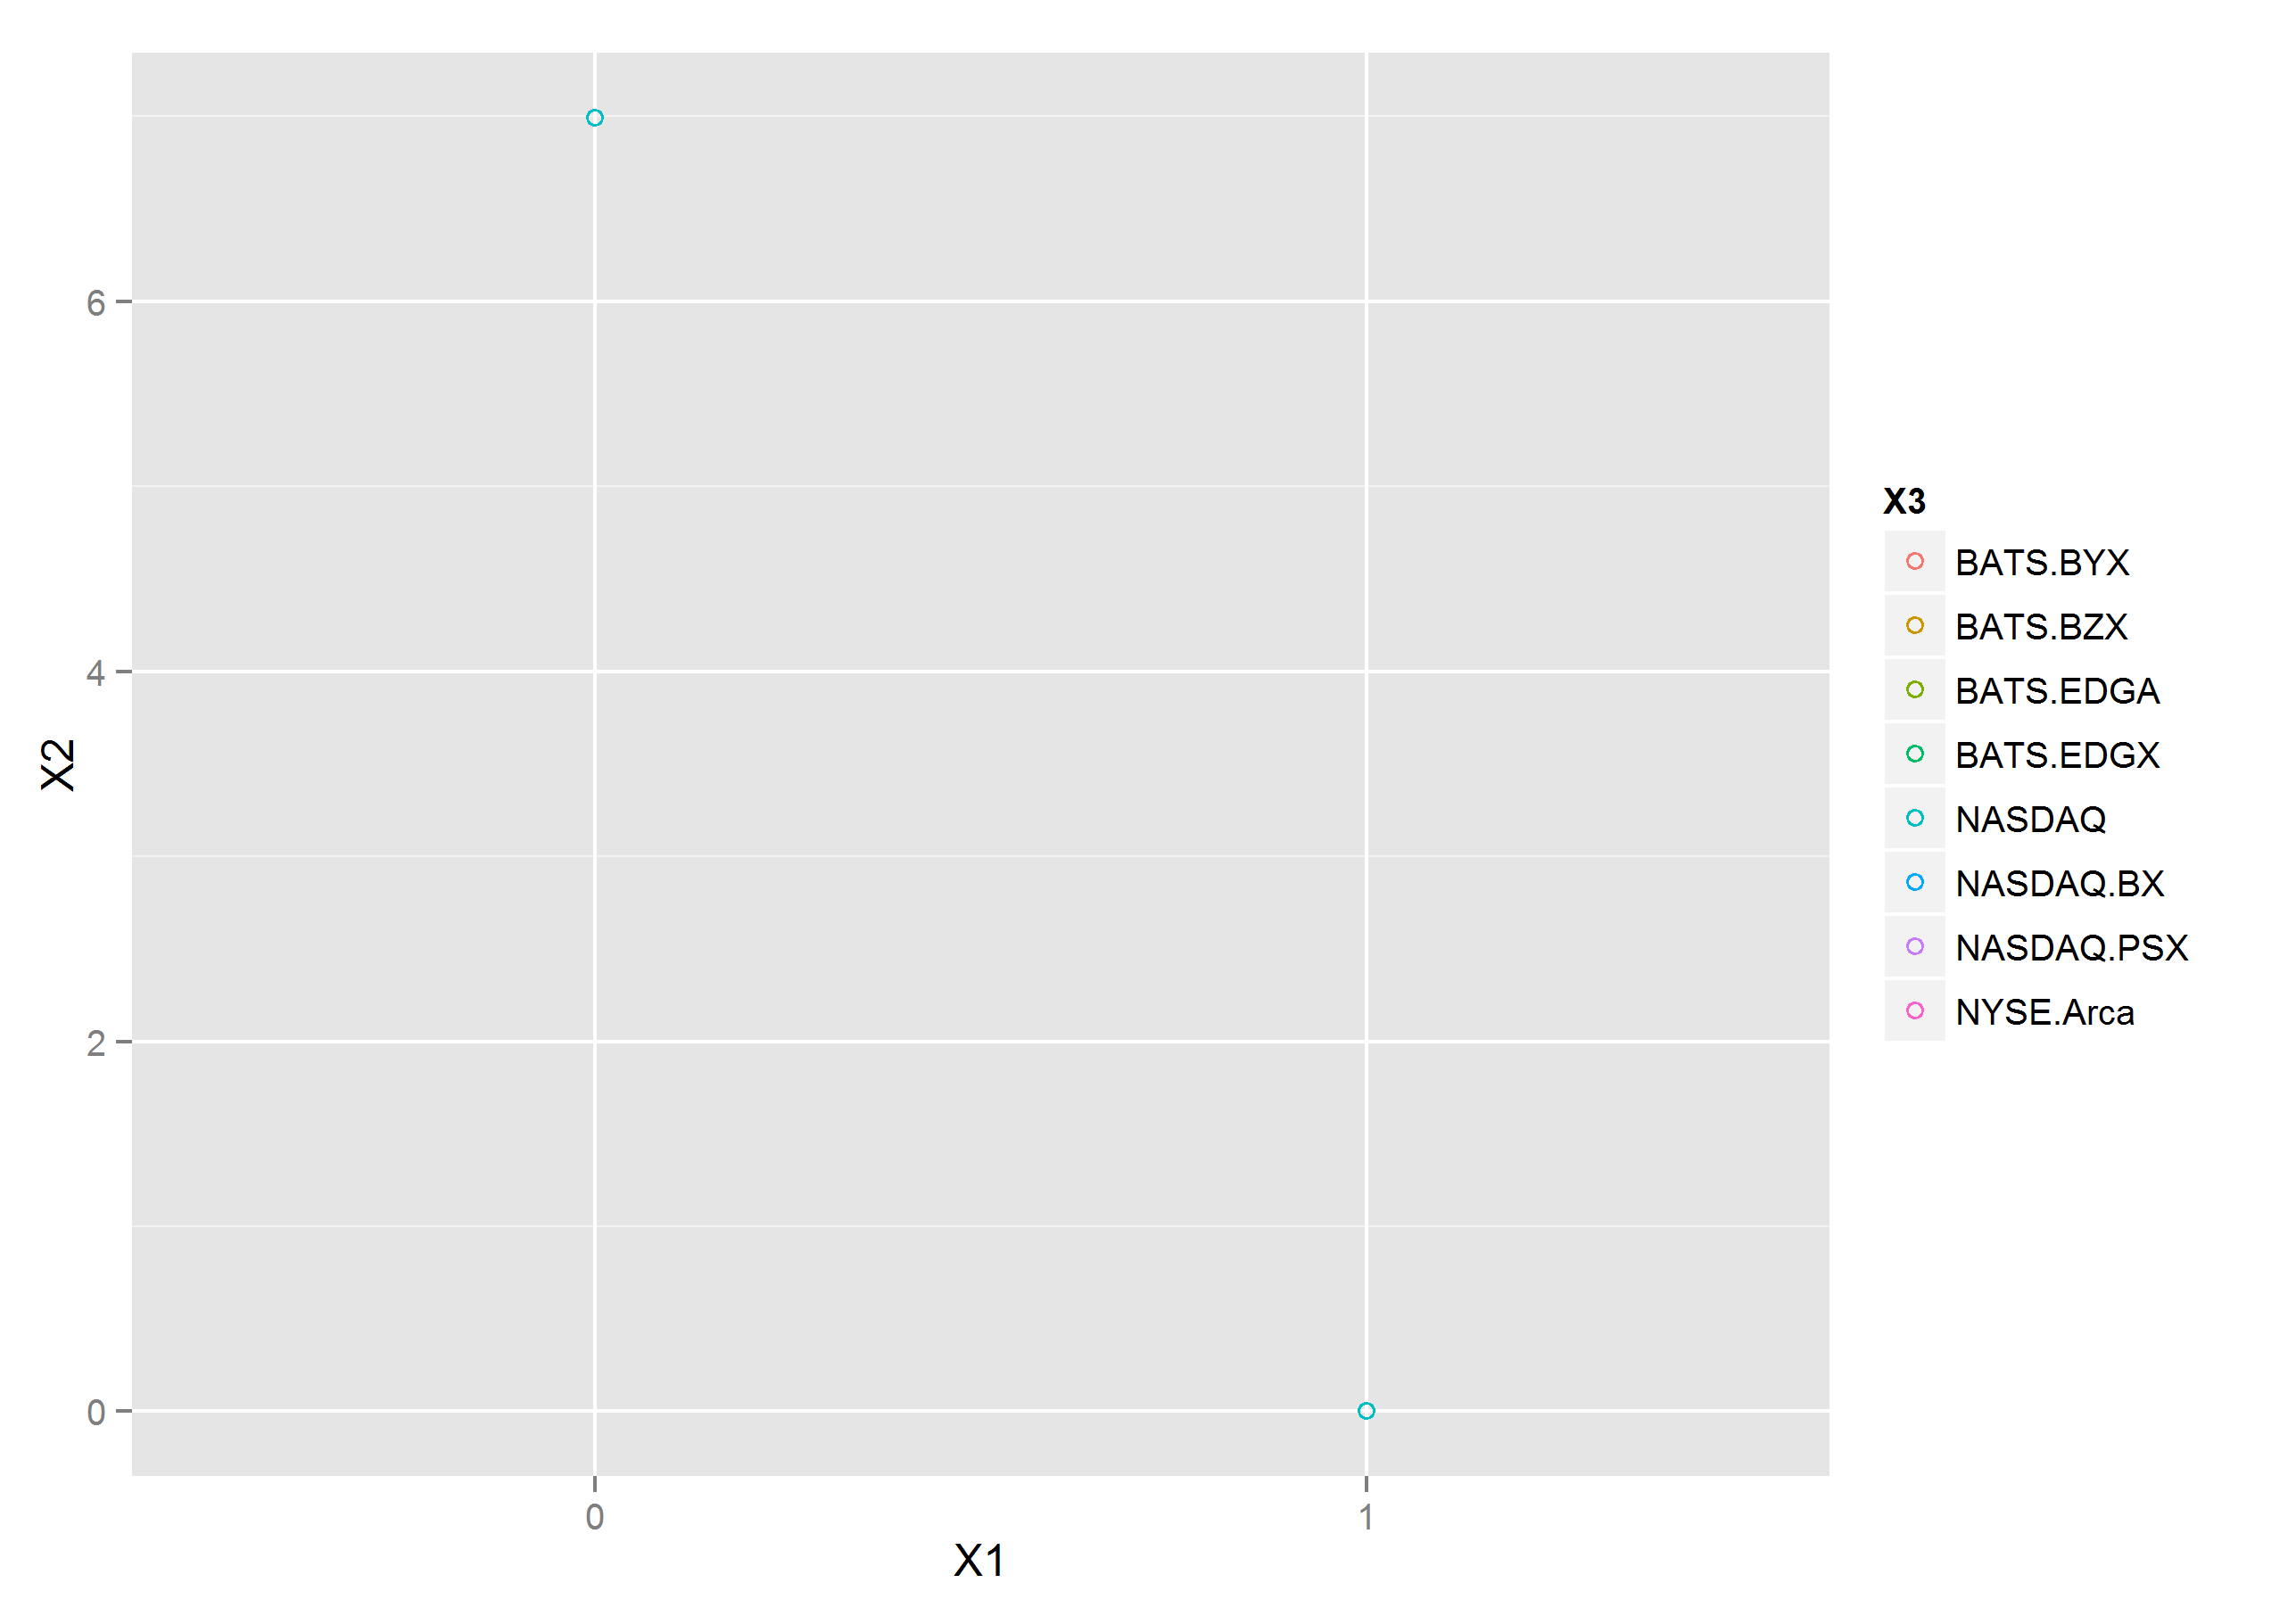 6
4
2
0
X2
0
1
X1
X3
BATS.BYX
BATS.BZX
BATS.EDGA
BATS.EDGX
NASDAQ
NASDAQ.BX
NASDAQ.PSX
NYSE.Arca